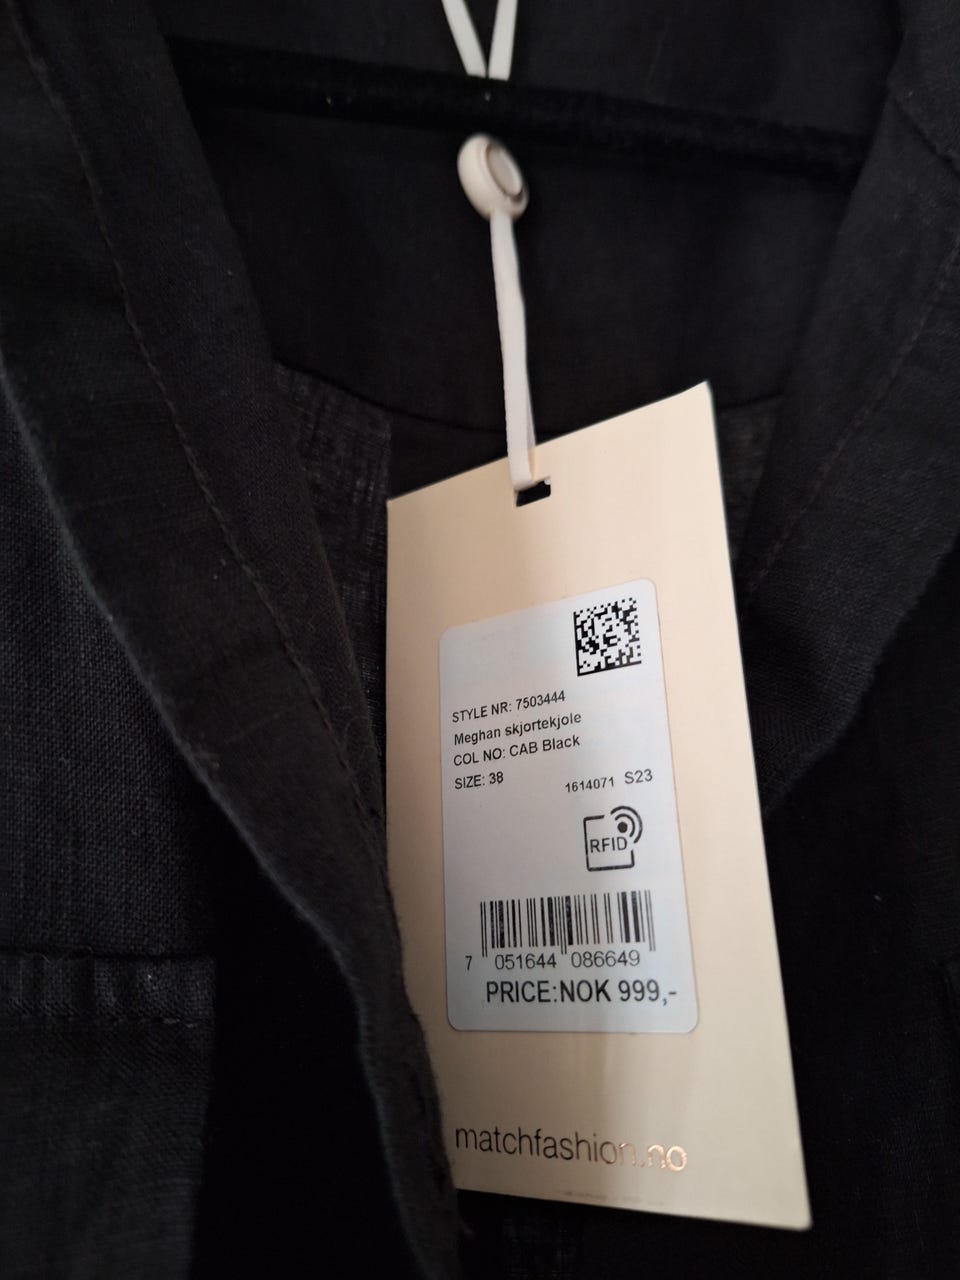 STYLE NR: 7503444
Meghan skjortekjole
COL NO: CAB Black
SIZE: 38
1614071 S23
RFID
7 051644 086649
PRICE:NOK 999,-
matchfashion.no